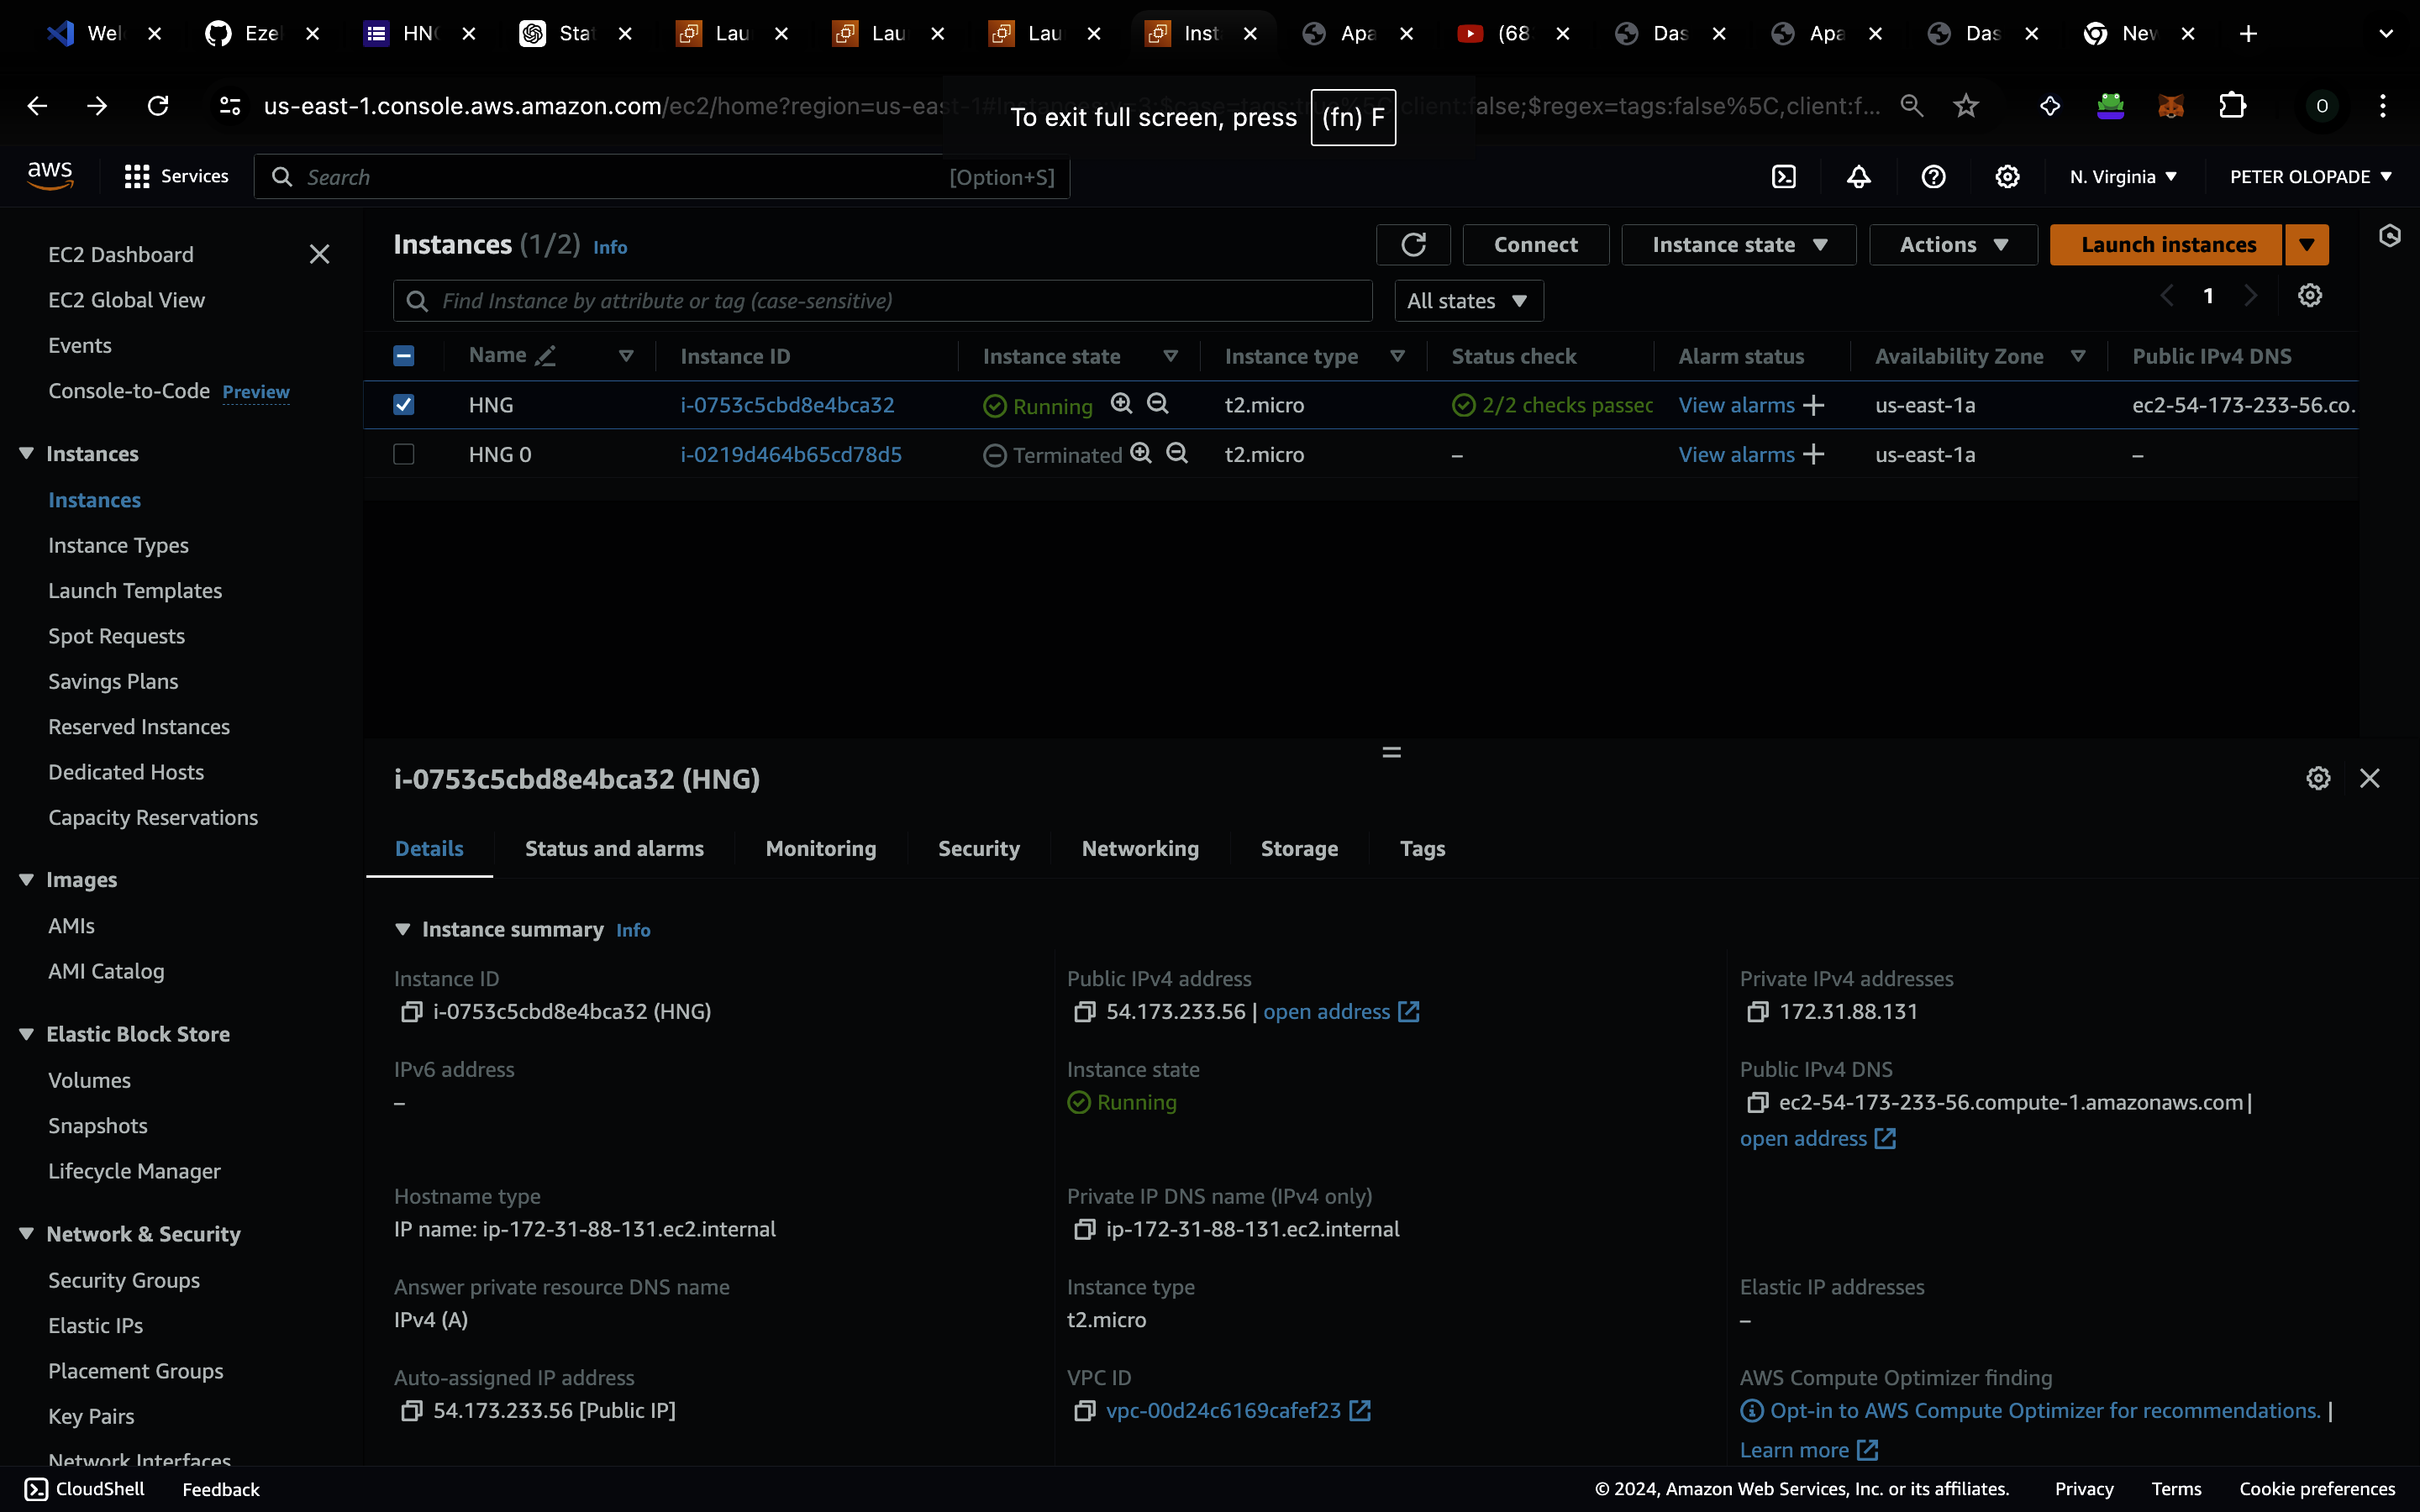 Wel
Eze
HN
Stat
Lau
Lau
Lau
Inst
Apa
(68
Das
Apa
Das
New
us-east-1.console.aws.amazon.com/ec2/home?region=us-east-1
client:false;$regex=tags:false%5C,client:f...
To exit full screen, press (fn) F
O
aws
Services
Search
[Option+S]
N. Virginia
PETER OLOPADE
EC2 Dashboard
EC2 Global View
Events
Console-to-Code Preview
Instances
Instances
Instance Types
Launch Templates
Spot Requests
Savings Plans
Reserved Instances
Dedicated Hosts
Capacity Reservations
Images
AMIs
AMI Catalog
Elastic Block Store
Volumes
Snapshots
Lifecycle Manager
Network & Security
Security Groups
Elastic IPs
Placement Groups
Key Pairs
Network Interfaces
Instances (1/2) Info
Connect
Instance state
Actions
Launch instances
Find Instance by attribute or tag (case-sensitive)
All states
1
Name Instance ID Instance state Instance type Status check Alarm status Availability Zone Public IPv4 DNS
HNG i-0753c5cbd8e4bca32 Running t2.micro 2/2 checks passec View alarms + us-east-1a ec2-54-173-233-56.co.
HNG 0 i-0219d464b65cd78d5 Terminated t2.micro – View alarms + us-east-1a –
i-0753c5cbd8e4bca32 (HNG)
Details Status and alarms Monitoring Security Networking Storage Tags
Instance summary Info
Instance ID
i-0753c5cbd8e4bca32 (HNG)
Public IPv4 address
54.173.233.56 | open address
Private IPv4 addresses
172.31.88.131
IPv6 address
–
Instance state
Running
Public IPv4 DNS
ec2-54-173-233-56.compute-1.amazonaws.com |
open address
Hostname type
IP name: ip-172-31-88-131.ec2.internal
Private IP DNS name (IPv4 only)
ip-172-31-88-131.ec2.internal
Answer private resource DNS name
IPv4 (A)
Instance type
t2.micro
Elastic IP addresses
–
Auto-assigned IP address
54.173.233.56 [Public IP]
VPC ID
vpc-00d24c6169cafef23
AWS Compute Optimizer finding
Opt-in to AWS Compute Optimizer for recommendations. |
Learn more
CloudShell
Feedback
© 2024, Amazon Web Services, Inc. or its affiliates.
Privacy
Terms
Cookie preferences